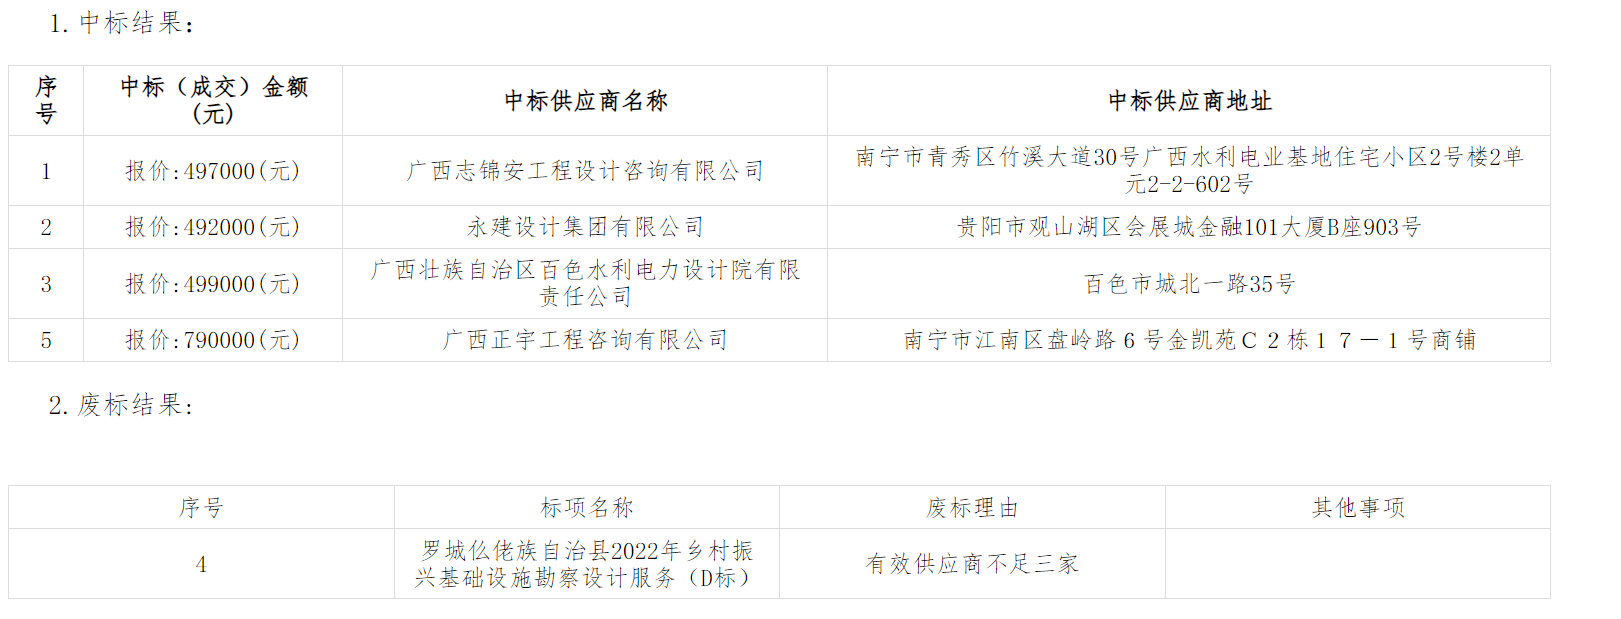 1.中标结果：
序
号
中标（成交）金额
(元)
中标供应商名称
中标供应商地址
1
报价:497000(元)
广西志锦安工程设计咨询有限公司
南宁市青秀区竹溪大道30号广西水利电业基地住宅小区2号楼2单
元2-2-602号
2
报价:492000(元)
永建设计集团有限公司
贵阳市观山湖区会展城金融101大厦B座903号
3
报价:499000(元)
广西壮族自治区百色水利电力设计院有限
责任公司
百色市城北一路35号
5
报价:790000(元)
广西正宇工程咨询有限公司
南宁市江南区盘岭路６号金凯苑Ｃ２栋１７－１号商铺
2.废标结果:
序号
标项名称
废标理由
其他事项
4
罗城仫佬族自治县2022年乡村振
兴基础设施勘察设计服务（D标）
有效供应商不足三家